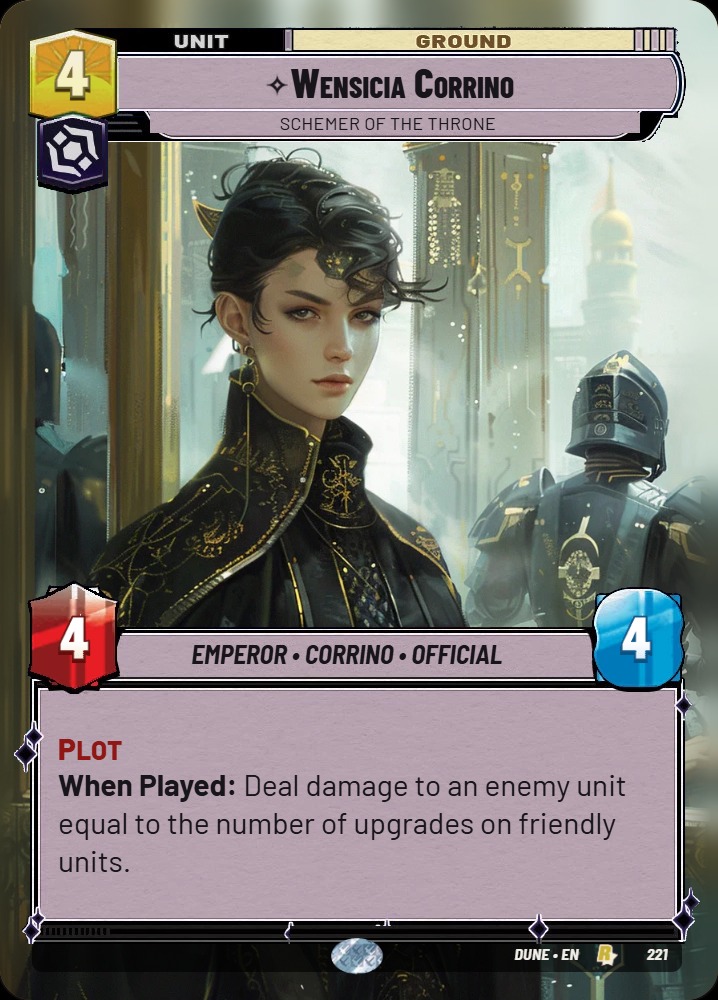 UNIT
GROUND
4
WENSICIA CORRINO
SCHEMER OF THE THRONE
4
EMPEROR • CORRINO • OFFICIAL
4
PLOT
When Played: Deal damage to an enemy unit
equal to the number of upgrades on friendly
units.
DUNE • EN R 221